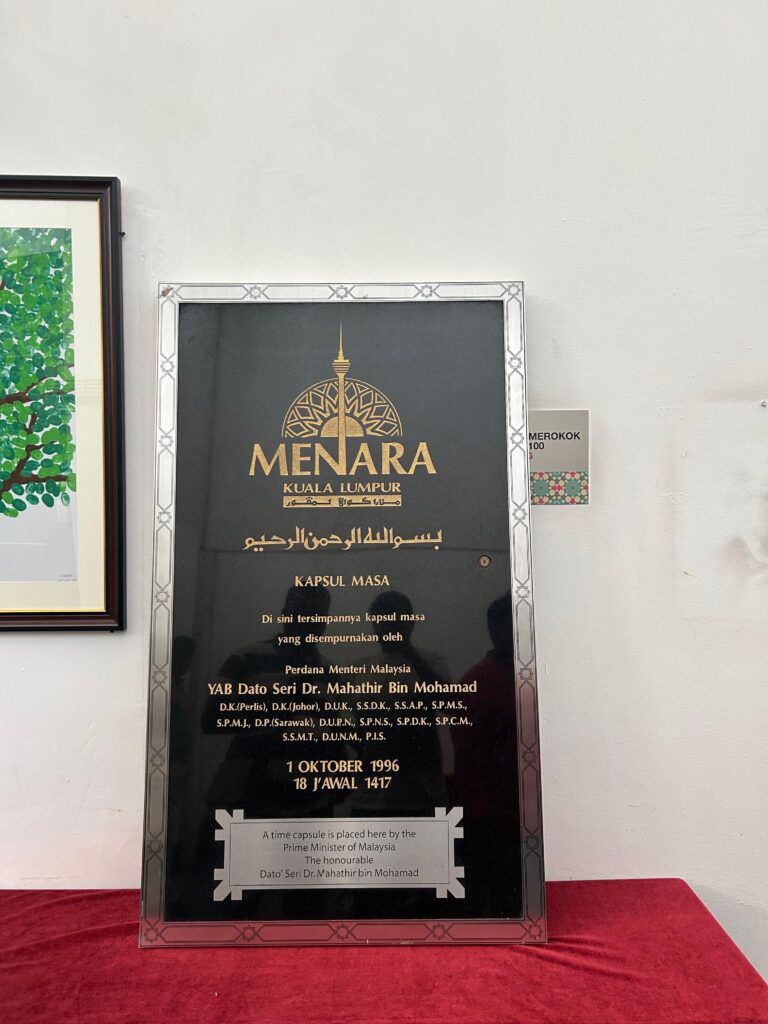 MENARA
KUALA LUMPUR
منارا كوالا لمڤور
بسم الله الرحمن الرحيم
KAPSUL MASA
Di sini tersimpannya kapsul masa
yang disempurnakan oleh
Perdana Menteri Malaysia
YAB Dato Seri Dr. Mahathir Bin Mohamad
D.K.(Perlis), D.K.(Johor), D.U.K., S.S.D.K., S.S.A.P., S.P.M.S.,
S.P.M.J., D.P.(Sarawak), D.U.P.N., S.P.N.S., S.P.D.K., S.P.C.M.,
S.S.M.T., D.U.N.M., P.I.S.
1 OKTOBER 1996
18 J'AWAL 1417
A time capsule is placed here by the
Prime Minister of Malaysia
The honourable
Dato' Seri Dr. Mahathir bin Mohamad
MEROKOK
100